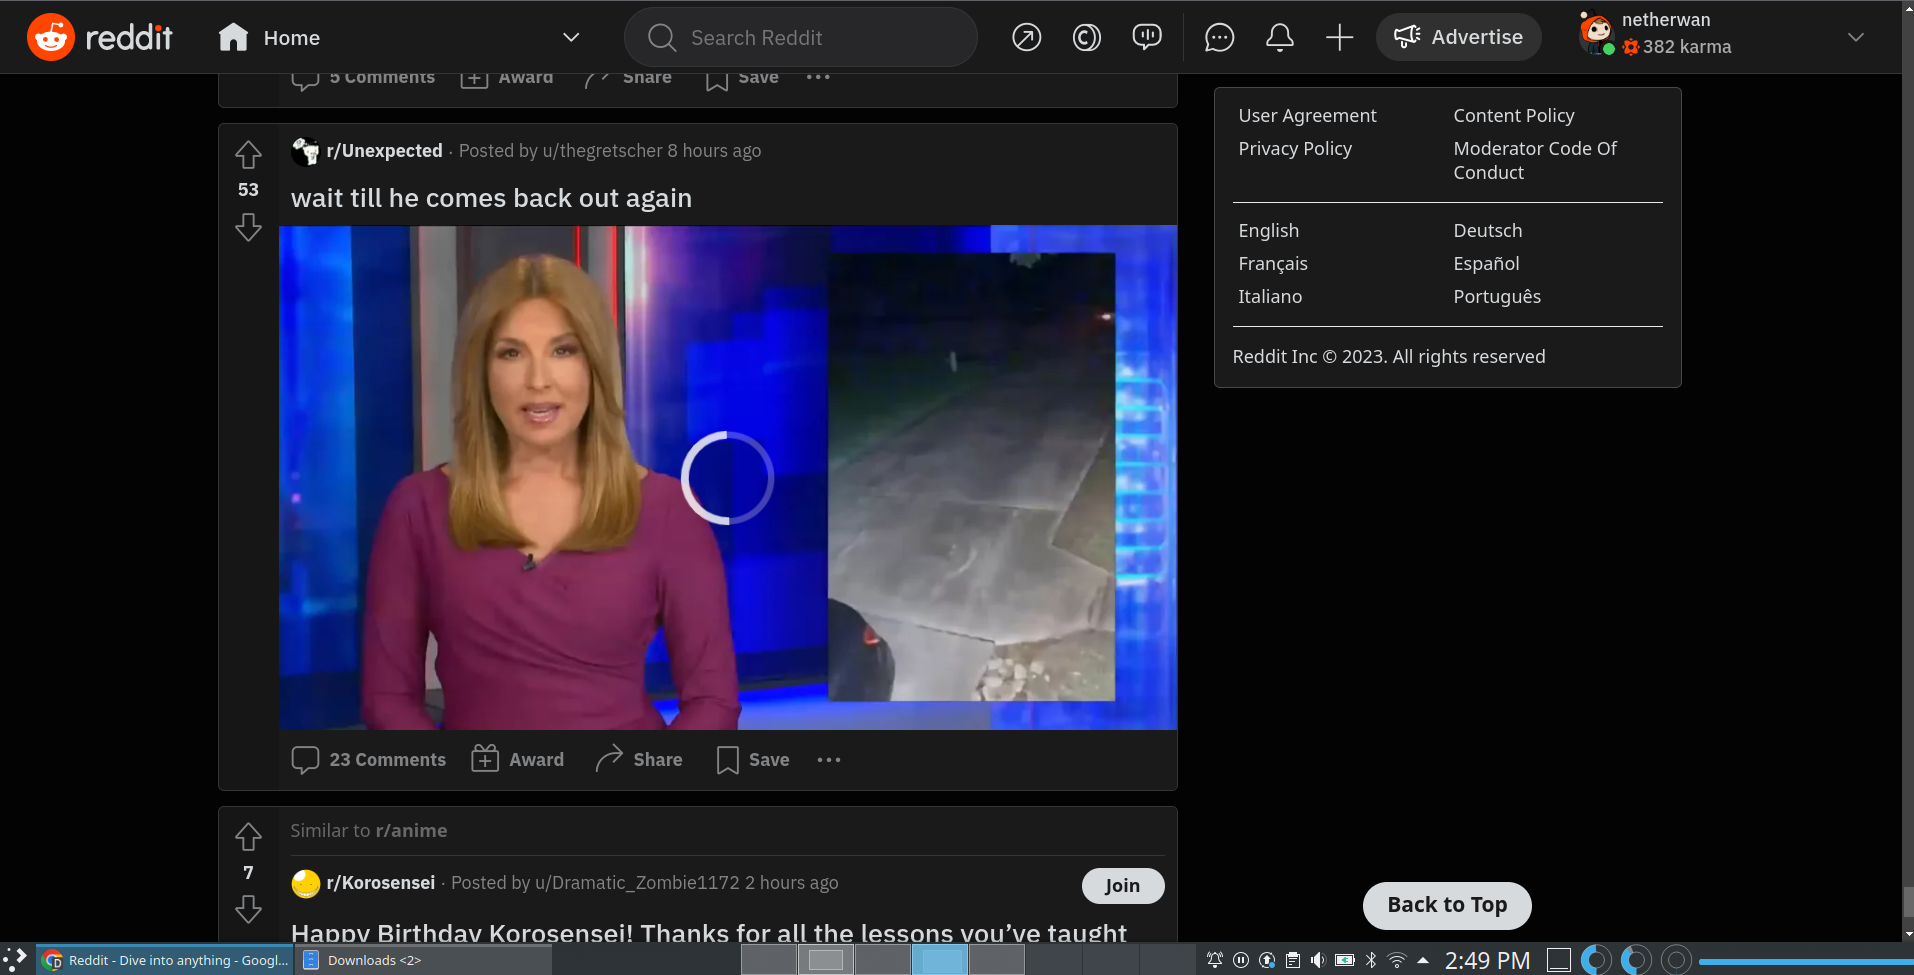 reddit
Home
Search Reddit
Advertise
netherwan
382 karma
5 Comments
Award
Share
Save
r/Unexpected · Posted by u/thegretscher 8 hours ago
53
wait till he comes back out again
23 Comments
Award
Share
Save
Similar to r/anime
7
r/Korosensei · Posted by u/Dramatic_Zombie1172 2 hours ago
Join
Happy Birthday Korosensei! Thanks for all the lessons you’ve taught
User Agreement
Content Policy
Privacy Policy
Moderator Code Of
Conduct
English
Deutsch
Français
Español
Italiano
Português
Reddit Inc © 2023. All rights reserved
Back to Top
Reddit - Dive into anything - Googl...
Downloads <2>
2:49 PM